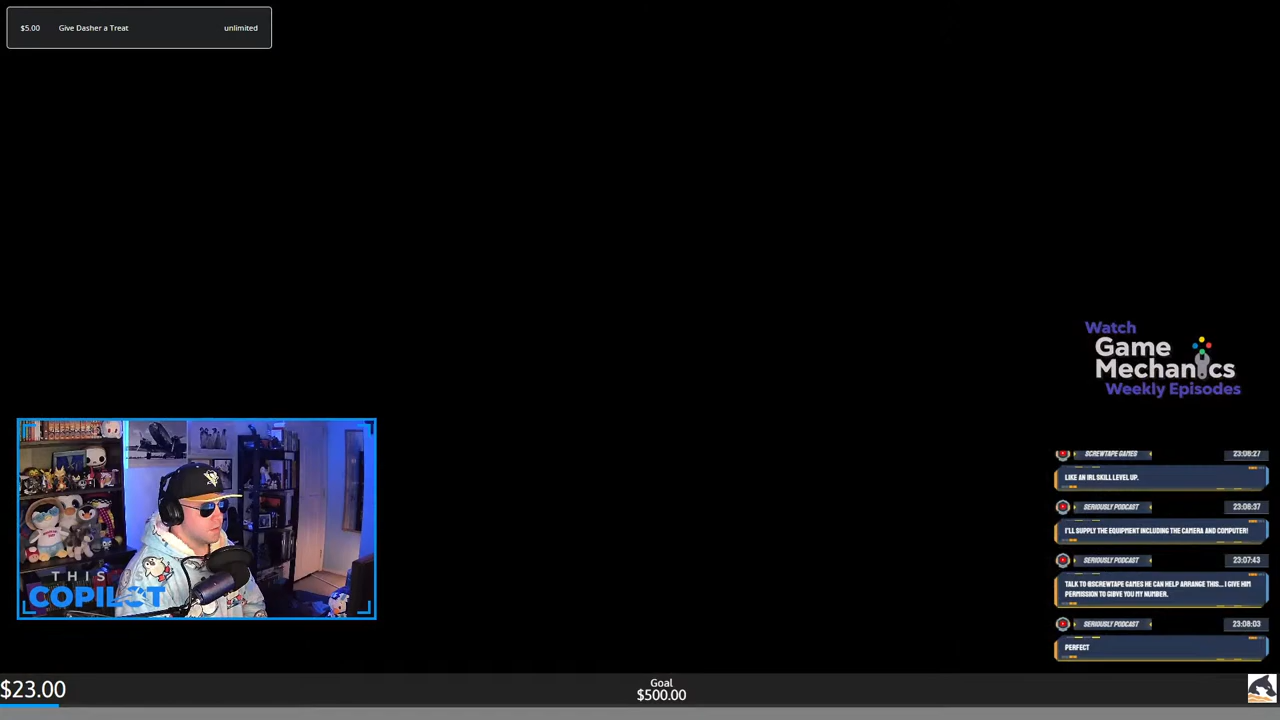 $5.00 Give Dasher a Treat unlimited
Watch
Game
Mechanics
Weekly Episodes
SCREWTAPE GAMES 23:06:27
LIKE AN IRL SKILL LEVEL UP.
SERIOUSLY PODCAST 23:06:37
I'LL SUPPLY THE EQUIPMENT INCLUDING THE CAMERA AND COMPUTER!
SERIOUSLY PODCAST 23:07:43
TALK TO @SCREWTAPE GAMES HE CAN HELP ARRANGE THIS... I GIVE HIM
PERMISSION TO GIBVE YOU MY NUMBER.
SERIOUSLY PODCAST 23:08:03
PERFECT
THIS IS
COPILOT
$23.00
Goal
$500.00